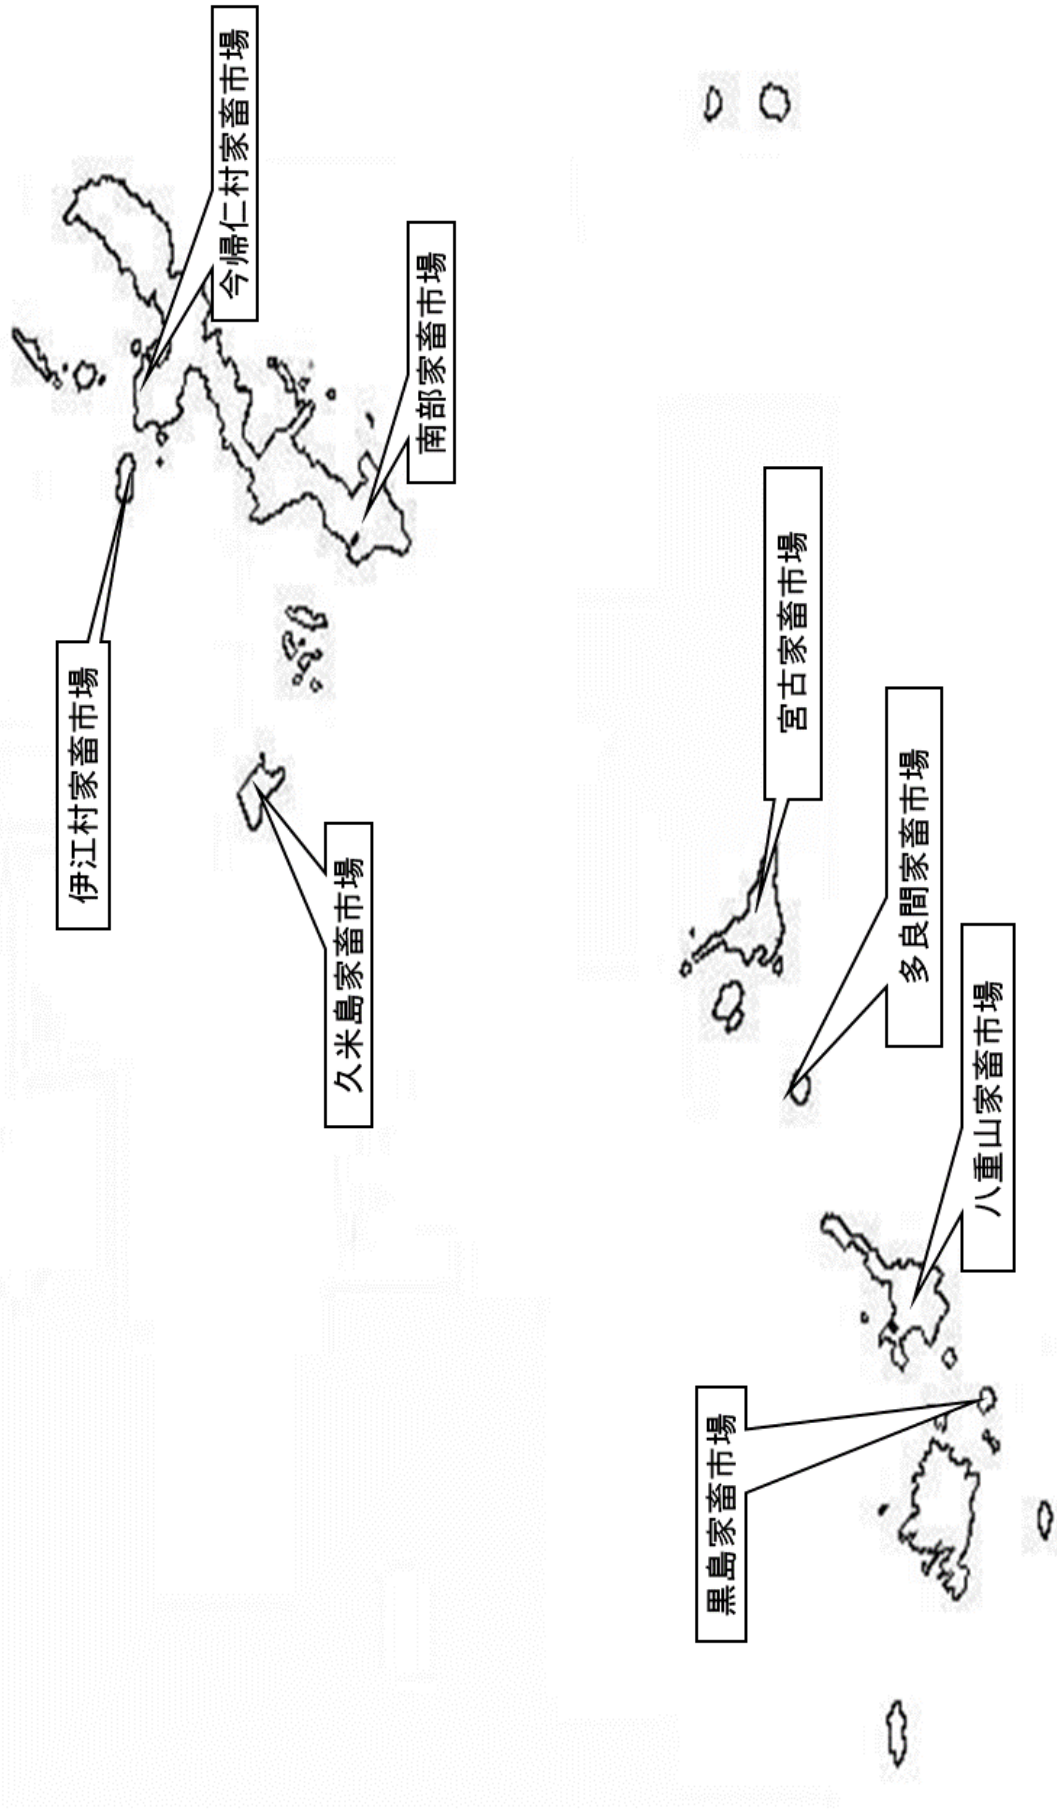 今帰仁村家畜市場
南部家畜市場
伊江村家畜市場
久米島家畜市場
宮古家畜市場
多良間家畜市場
八重山家畜市場
黒島家畜市場